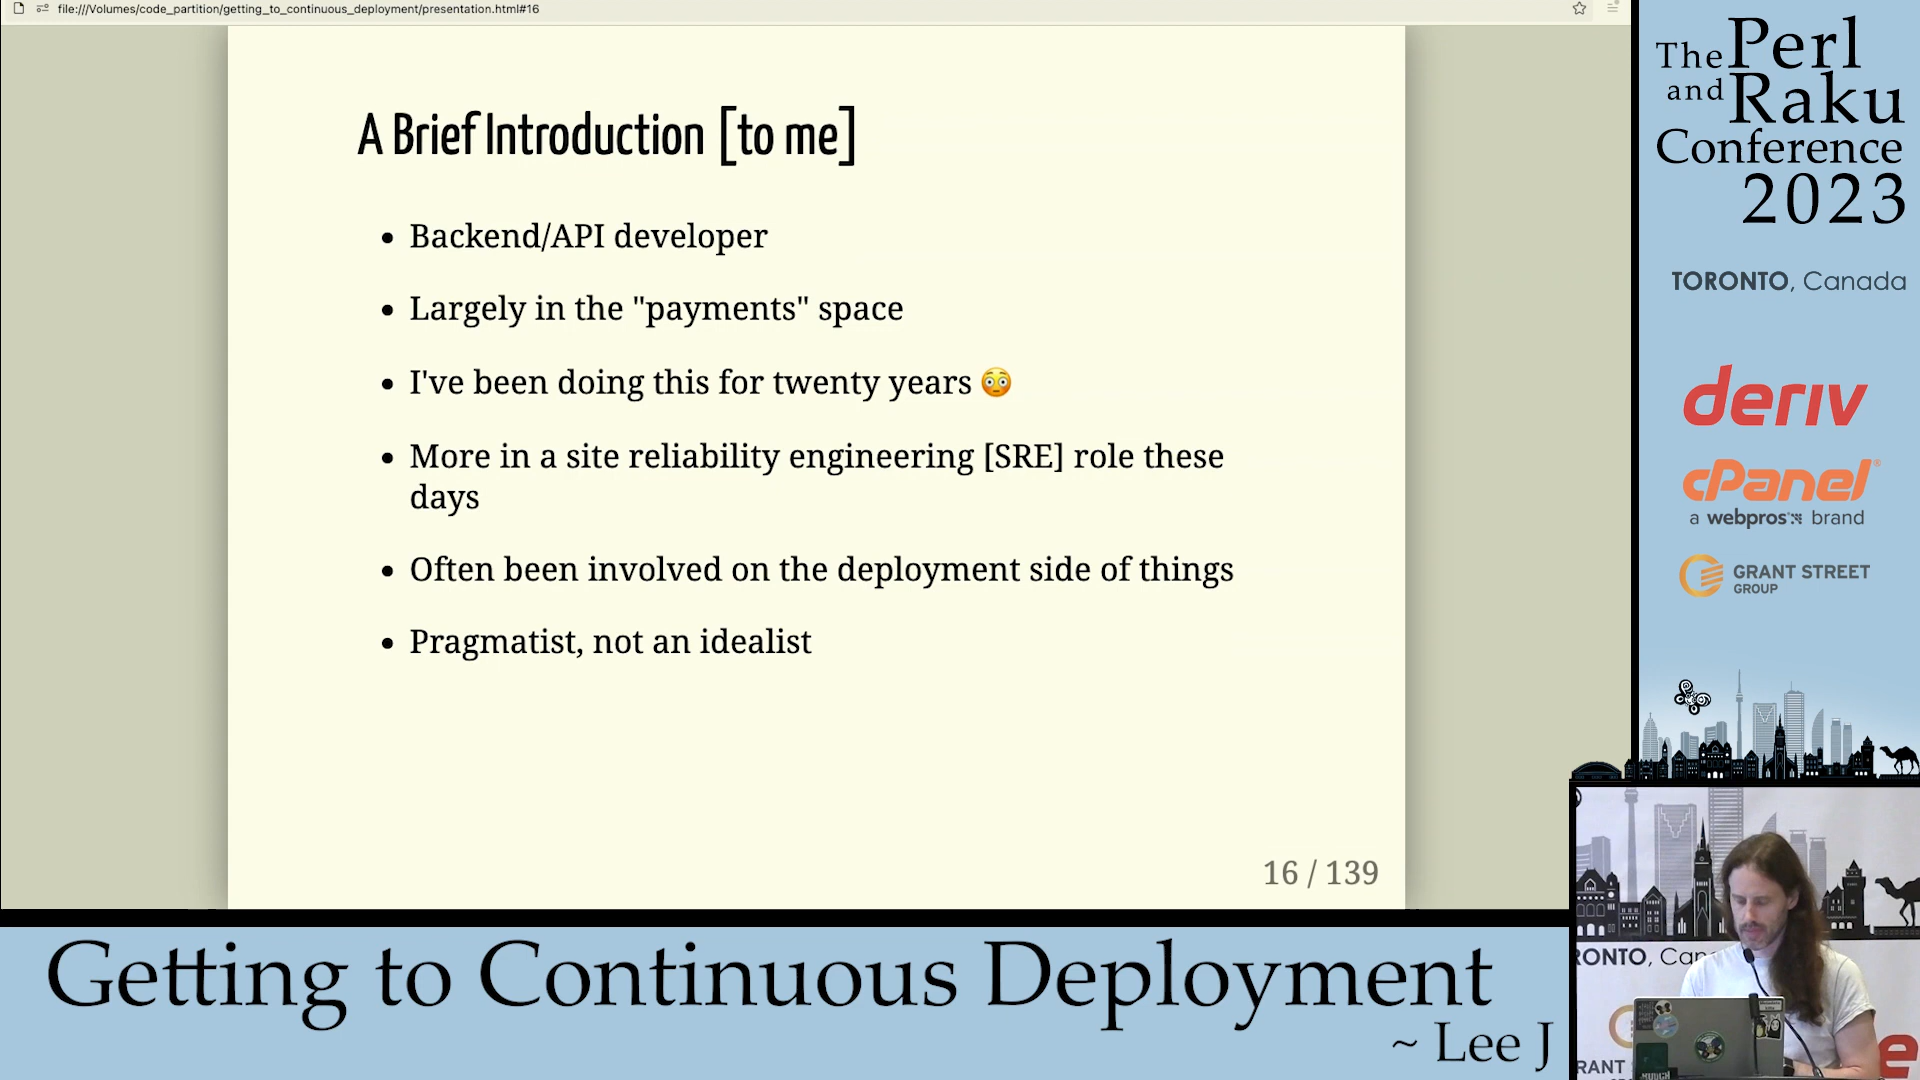 file:///Volumes/code_partition/getting_to_continuous_deployment/presentation.html#16
A Brief Introduction [to me]
Backend/API developer
Largely in the "payments" space
I've been doing this for twenty years 😳
More in a site reliability engineering [SRE] role these
days
Often been involved on the deployment side of things
Pragmatist, not an idealist
16 / 139
The Perl
and Raku
Conference
2023
TORONTO, Canada
deriv
cPanel®
a webpros brand
GRANT STREET
GROUP
RONTO, Can
RANT S
e
Getting to Continuous Deployment
~ Lee J